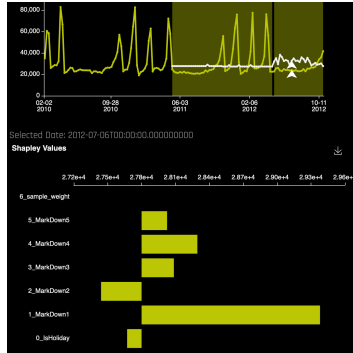 80,000
60,000
40,000
20,000
0
02-02 09-28 06-03 02-06 10-11
2010 2010 2011 2012 2012
Selected Date: 2012-07-06T00:00:00.000000000
Shapley Values
2.72e+4 2.75e+4 2.78e+4 2.81e+4 2.84e+4 2.87e+4 2.90e+4 2.93e+4 2.96e+
6_sample_weight
5_MarkDown5
4_MarkDown4
3_MarkDown3
2_MarkDown2
1_MarkDown1
0_IsHoliday